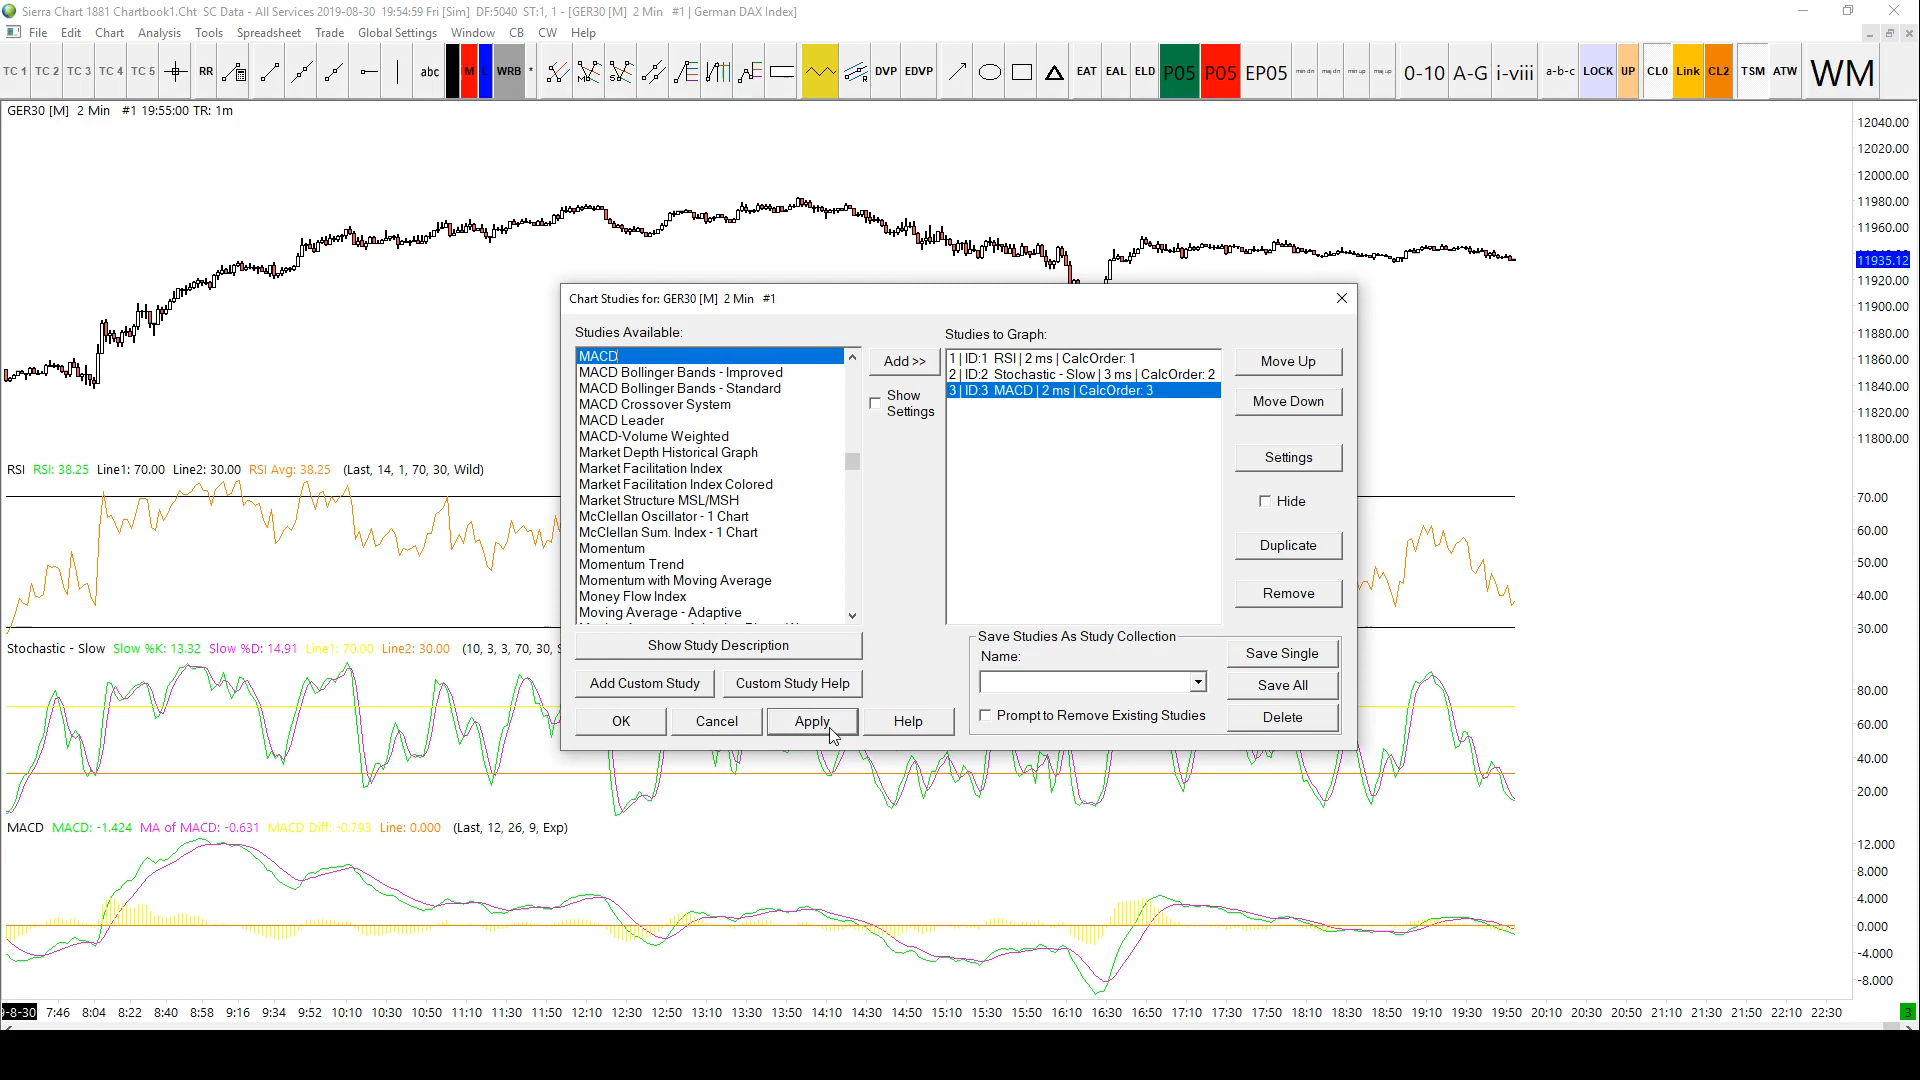 Sierra Chart 1881 Chartbook1.Cht SC Data - All Services 2019-08-30 19:54:59 Fri [Sim] DF:5040 ST:1, 1 - [GER30 [M] 2 Min #1 | German DAX Index]
File Edit Chart Analysis Tools Spreadsheet Trade Global Settings Window CB CW Help
TC 1 TC 2 TC 3 TC 4 TC 5 RR abc M L WRB * DVP EDVP EAT EAL ELD P05 P05 EP05 min dn maj dn min up maj up 0-10 A-G i-viii a-b-c LOCK UP CL0 Link CL2 TSM ATW WM
GER30 [M] 2 Min #1 19:55:00 TR: 1m
12040.00
12020.00
12000.00
11980.00
11960.00
11935.12
11920.00
11900.00
11880.00
11860.00
11840.00
11820.00
11800.00
Chart Studies for: GER30 [M] 2 Min #1
Studies Available:
MACD
MACD Bollinger Bands - Improved
MACD Bollinger Bands - Standard
MACD Crossover System
MACD Leader
MACD-Volume Weighted
Market Depth Historical Graph
Market Facilitation Index
Market Facilitation Index Colored
Market Structure MSL/MSH
McClellan Oscillator - 1 Chart
McClellan Sum. Index - 1 Chart
Momentum
Momentum Trend
Momentum with Moving Average
Money Flow Index
Moving Average - Adaptive
Add >>
Show Settings
Studies to Graph:
1 | ID:1 RSI | 2 ms | CalcOrder: 1
2 | ID:2 Stochastic - Slow | 3 ms | CalcOrder: 2
3 | ID:3 MACD | 2 ms | CalcOrder: 3
Move Up
Move Down
Settings
Hide
Duplicate
Remove
Show Study Description
Add Custom Study Custom Study Help
OK Cancel Apply Help
Save Studies As Study Collection
Name:
Prompt to Remove Existing Studies
Save Single
Save All
Delete
RSI RSI: 38.25 Line1: 70.00 Line2: 30.00 RSI Avg: 38.25 (Last, 14, 1, 70, 30, Wild)
70.00
60.00
50.00
40.00
30.00
Stochastic - Slow Slow %K: 13.32 Slow %D: 14.91 Line1: 70.00 Line2: 30.00 (10, 3, 3, 70, 30,
80.00
60.00
40.00
20.00
MACD MACD: -1.424 MA of MACD: -0.631 MACD Diff: -0.793 Line: 0.000 (Last, 12, 26, 9, Exp)
12.000
8.000
4.000
0.000
-4.000
-8.000
-8-30 7:46 8:04 8:22 8:40 8:58 9:16 9:34 9:52 10:10 10:30 10:50 11:10 11:30 11:50 12:10 12:30 12:50 13:10 13:30 13:50 14:10 14:30 14:50 15:10 15:30 15:50 16:10 16:30 16:50 17:10 17:30 17:50 18:10 18:30 18:50 19:10 19:30 19:50 20:10 20:30 20:50 21:10 21:30 21:50 22:10 22:30
3